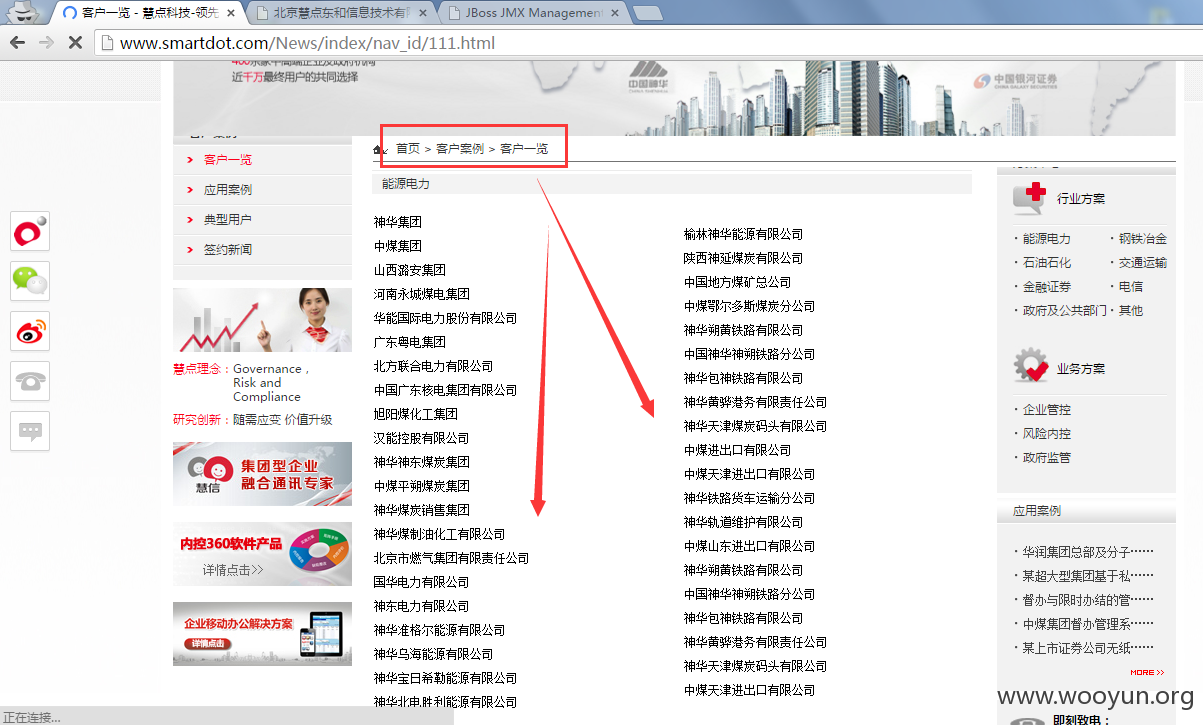 客户一览 - 慧点科技-领先
北京慧点东和信息技术有
JBoss JMX Management
www.smartdot.com/News/index/nav_id/111.html
近千万最终用户的共同选择
中国神华
中国银河证券
CHINA GALAXY SECURITIES
客户一览
应用案例
典型用户
签约新闻
慧点理念：Governance，
Risk and
Compliance
研究创新：随需应变 价值升级
慧信
集团型企业
融合通讯专家
内控360软件产品
详情点击>>
企业移动办公解决方案
详情点击
首页 > 客户案例 > 客户一览
能源电力
神华集团
中煤集团
山西潞安集团
河南永城煤电集团
华能国际电力股份有限公司
广东粤电集团
北方联合电力有限公司
中国广东核电集团有限公司
旭阳煤化工集团
汉能控股有限公司
神华神东煤炭集团
中煤平朔煤炭集团
神华煤炭销售集团
神华煤制油化工有限公司
北京市燃气集团有限责任公司
国华电力有限公司
神东电力有限公司
神华准格尔能源有限公司
神华乌海能源有限公司
神华宝日希勒能源有限公司
神华北电胜利能源有限公司
榆林神华能源有限公司
陕西神延煤炭有限公司
中国地方煤矿总公司
中煤鄂尔多斯煤炭分公司
神华朔黄铁路有限公司
中国神华神朔铁路分公司
神华包神铁路有限公司
神华黄骅港务有限责任公司
神华天津煤炭码头有限公司
中煤进出口有限公司
中煤天津进出口有限公司
神华铁路货车运输分公司
神华轨道维护有限公司
中煤山东进出口有限公司
神华朔黄铁路有限公司
中国神华神朔铁路分公司
神华包神铁路有限公司
神华黄骅港务有限责任公司
神华天津煤炭码头有限公司
中煤天津进出口有限公司
行业方案
· 能源电力
· 钢铁冶金
· 石油石化
· 交通运输
· 金融证券
· 电信
· 政府及公共部门
· 其他
业务方案
· 企业管控
· 风险内控
· 政府监管
应用案例
· 华润集团总部及分子……
· 某超大型集团基于私……
· 督办与限时办结的管……
· 中煤集团督办管理系……
· 某上市证券公司无纸……
MORE >>
www.wooyun.org
即刻致电：
正在连接...